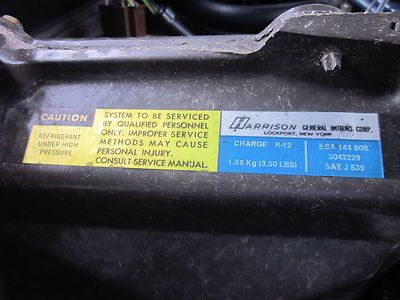 CAUTION
REFRIGERANT
UNDER HIGH
PRESSURE
SYSTEM TO BE SERVICED
BY QUALIFIED PERSONNEL
ONLY. IMPROPER SERVICE
METHODS MAY CAUSE
PERSONAL INJURY.
CONSULT SERVICE MANUAL.
HARRISON GENERAL MOTORS CORP.
LOCKPORT, NEW YORK
CHARGE: R-12
1.58 Kg (3.50 LBS)
ESA 144 80B
3042229
SAE J 639